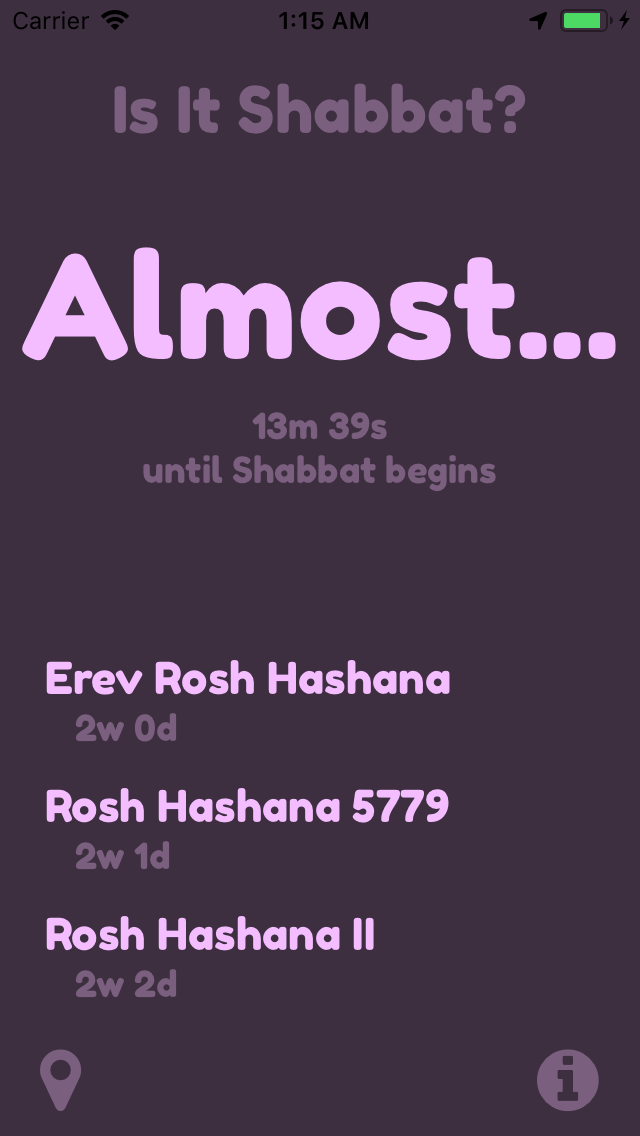 Carrier 1:15 AM
Is It Shabbat?
Almost...
13m 39s
until Shabbat begins
Erev Rosh Hashana
2w 0d
Rosh Hashana 5779
2w 1d
Rosh Hashana II
2w 2d